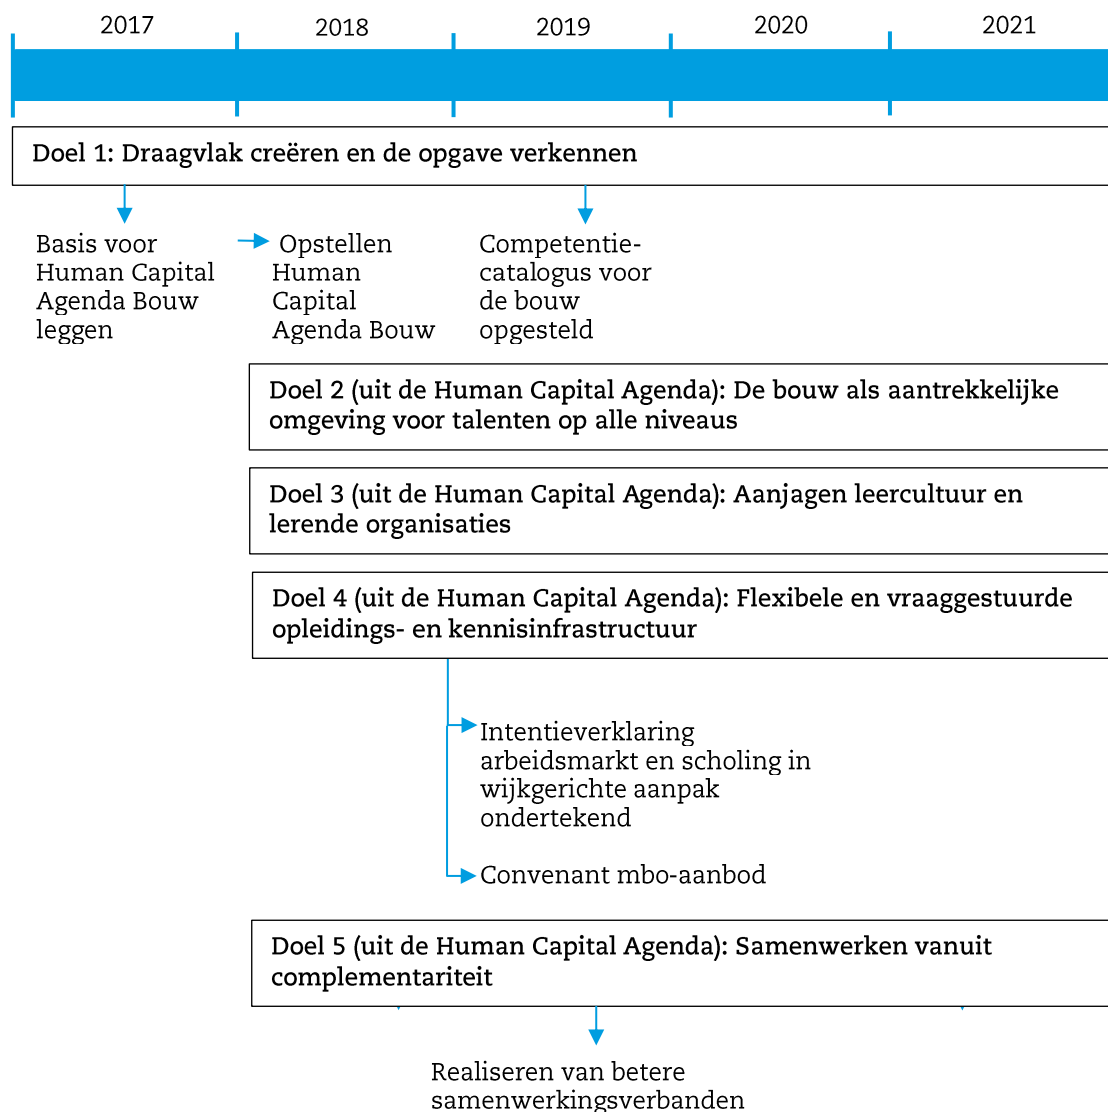 2017
2018
2019
2020
2021
Doel 1: Draagvlak creëren en de opgave verkennen
Basis voor
Human Capital
Agenda Bouw
leggen
Opstellen
Human
Capital
Agenda Bouw
Competentie-
catalogus voor
de bouw
opgesteld
Doel 2 (uit de Human Capital Agenda): De bouw als aantrekkelijke
omgeving voor talenten op alle niveaus
Doel 3 (uit de Human Capital Agenda): Aanjagen leercultuur en
lerende organisaties
Doel 4 (uit de Human Capital Agenda): Flexibele en vraaggestuurde
opleidings- en kennisinfrastructuur
Intentieverklaring
arbeidsmarkt en scholing in
wijkgerichte aanpak
ondertekend
Convenant mbo-aanbod
Doel 5 (uit de Human Capital Agenda): Samenwerken vanuit
complementariteit
Realiseren van betere
samenwerkingsverbanden